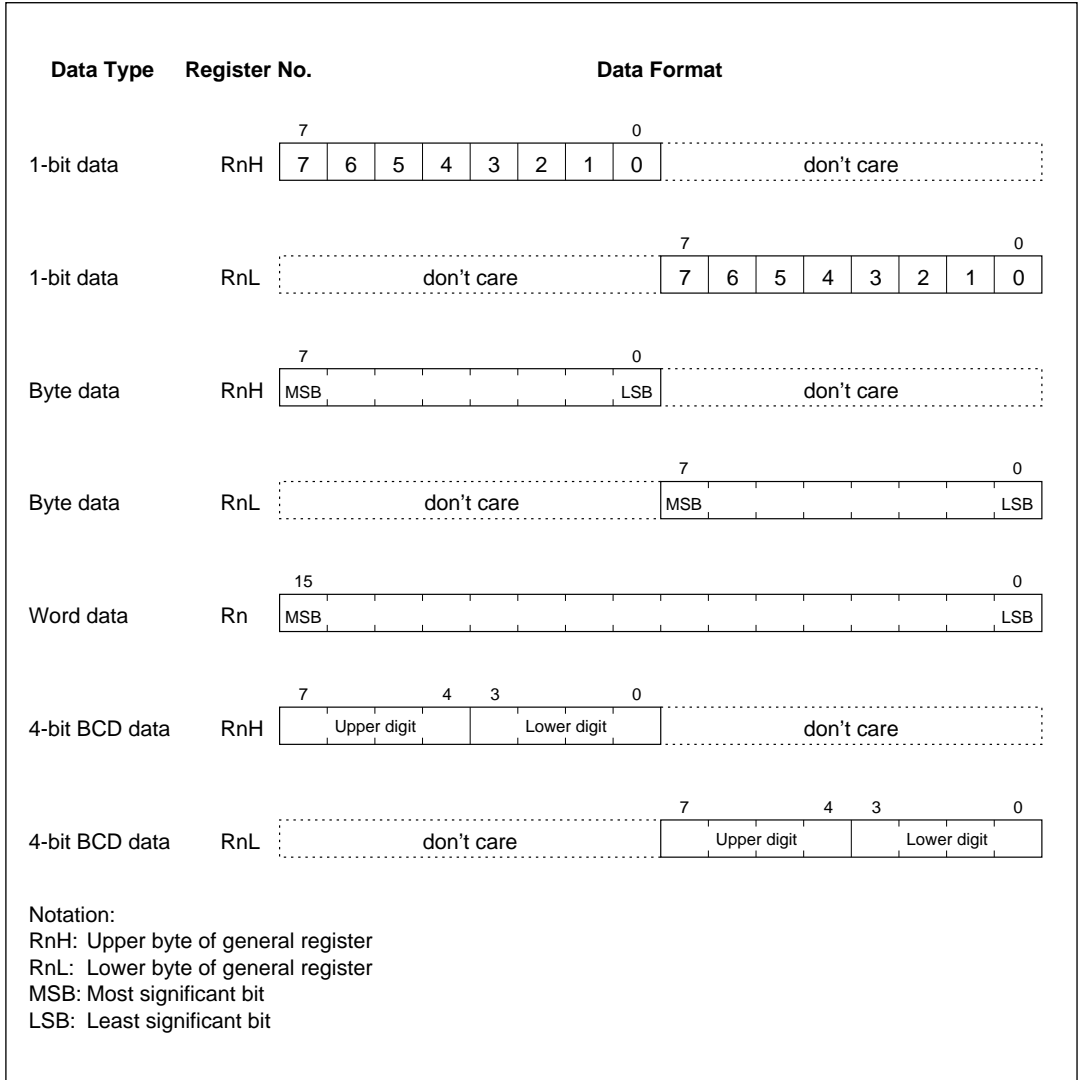 Data Type Register No. Data Format
7 0
1-bit data RnH 7 6 5 4 3 2 1 0 don't care
7 0
1-bit data RnL don't care 7 6 5 4 3 2 1 0
7 0
Byte data RnH MSB LSB don't care
7 0
Byte data RnL don't care MSB LSB
15 0
Word data Rn MSB LSB
7 4 3 0
4-bit BCD data RnH Upper digit Lower digit don't care
7 4 3 0
4-bit BCD data RnL don't care Upper digit Lower digit
Notation:
RnH: Upper byte of general register
RnL: Lower byte of general register
MSB: Most significant bit
LSB: Least significant bit